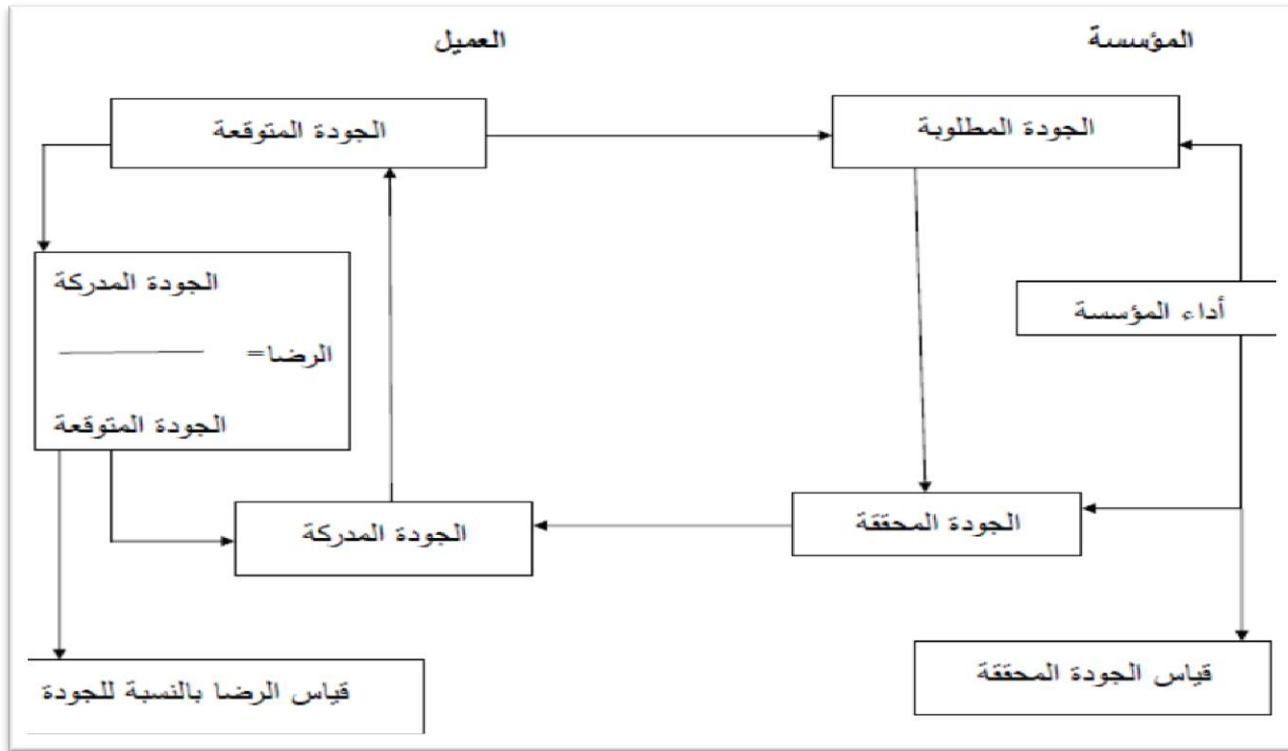 المؤسسة
العميل
الجودة المطلوبة
الجودة المتوقعة
الجودة المدركة
الرضا=
الجودة المتوقعة
أداء المؤسسة
الجودة المحققة
الجودة المدركة
قياس الجودة المحققة
قياس الرضا بالنسبة للجودة